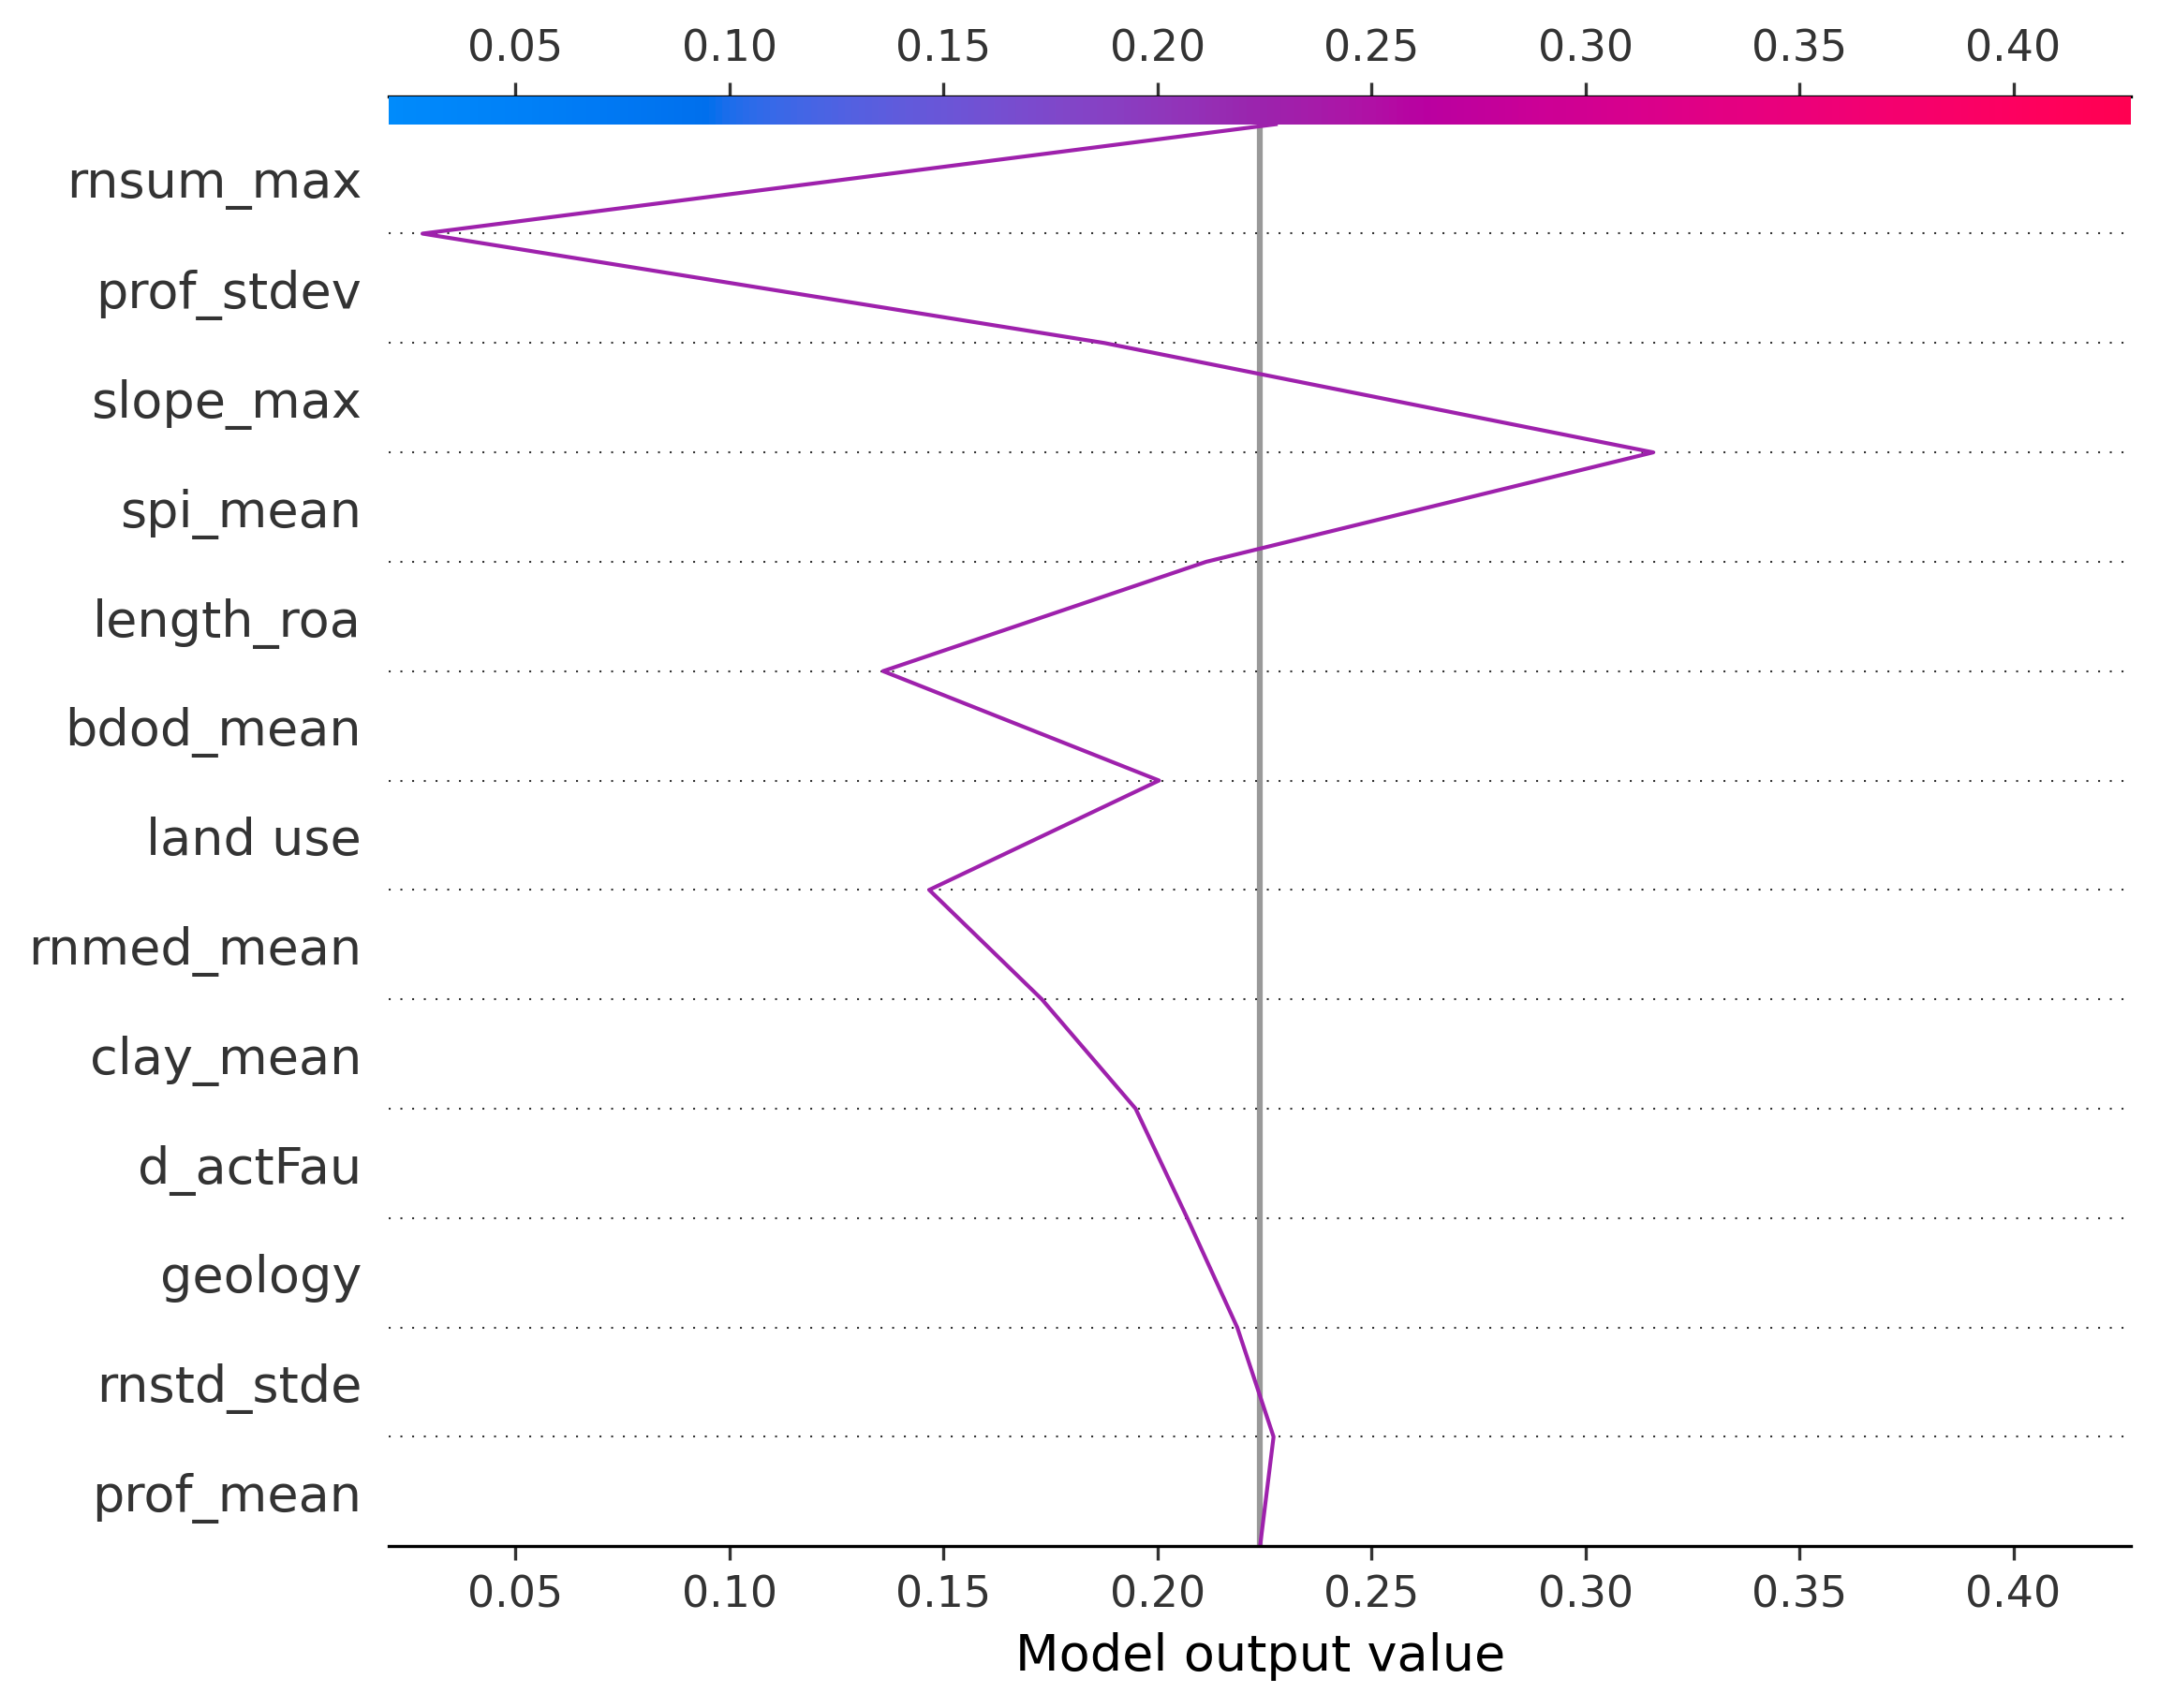 0.05 0.10 0.15 0.20 0.25 0.30 0.35 0.40
rnsum_max
prof_stdev
slope_max
spi_mean
length_roa
bdod_mean
land use
rnmed_mean
clay_mean
d_actFau
geology
rnstd_stde
prof_mean
0.05 0.10 0.15 0.20 0.25 0.30 0.35 0.40
Model output value